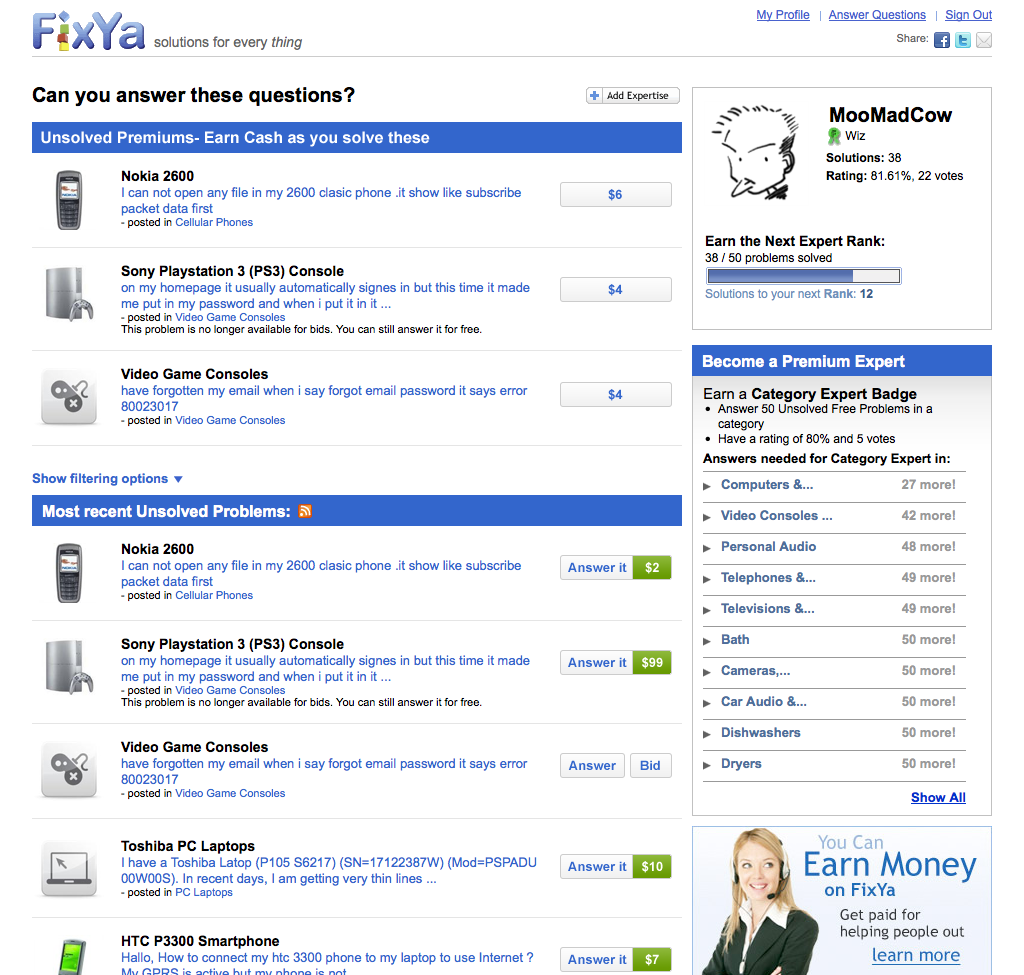 My Profile | Answer Questions | Sign Out
FixYa solutions for every thing
Share:
Can you answer these questions?
Add Expertise
Unsolved Premiums- Earn Cash as you solve these
Nokia 2600
I can not open any file in my 2600 clasic phone .it show like subscribe
packet data first
- posted in Cellular Phones
$6
Sony Playstation 3 (PS3) Console
on my homepage it usually automatically signes in but this time it made
me put in my password and when i put it in it ...
- posted in Video Game Consoles
This problem is no longer available for bids. You can still answer it for free.
$4
Video Game Consoles
have forgotten my email when i say forgot email password it says error
80023017
- posted in Video Game Consoles
$4
Show filtering options
Most recent Unsolved Problems:
Nokia 2600
I can not open any file in my 2600 clasic phone .it show like subscribe
packet data first
- posted in Cellular Phones
Answer it $2
Sony Playstation 3 (PS3) Console
on my homepage it usually automatically signes in but this time it made
me put in my password and when i put it in it ...
- posted in Video Game Consoles
This problem is no longer available for bids. You can still answer it for free.
Answer it $99
Video Game Consoles
have forgotten my email when i say forgot email password it says error
80023017
- posted in Video Game Consoles
Answer Bid
Toshiba PC Laptops
I have a Toshiba Latop (P105 S6217) (SN=17122387W) (Mod=PSPADU
00W00S). In recent days, I am getting very thin lines ...
- posted in PC Laptops
Answer it $10
HTC P3300 Smartphone
Hallo, How to connect my htc 3300 phone to my laptop to use Internet ?
My GPRS is active but my phone is not
Answer it $7
MooMadCow
Wiz
Solutions: 38
Rating: 81.61%, 22 votes
Earn the Next Expert Rank:
38 / 50 problems solved
Solutions to your next Rank: 12
Become a Premium Expert
Earn a Category Expert Badge
• Answer 50 Unsolved Free Problems in a
category
• Have a rating of 80% and 5 votes
Answers needed for Category Expert in:
Computers &... 27 more!
Video Consoles ... 42 more!
Personal Audio 48 more!
Telephones &... 49 more!
Televisions &... 49 more!
Bath 50 more!
Cameras,... 50 more!
Car Audio &... 50 more!
Dishwashers 50 more!
Dryers 50 more!
Show All
You Can
Earn Money
on FixYa
Get paid for
helping people out
learn more